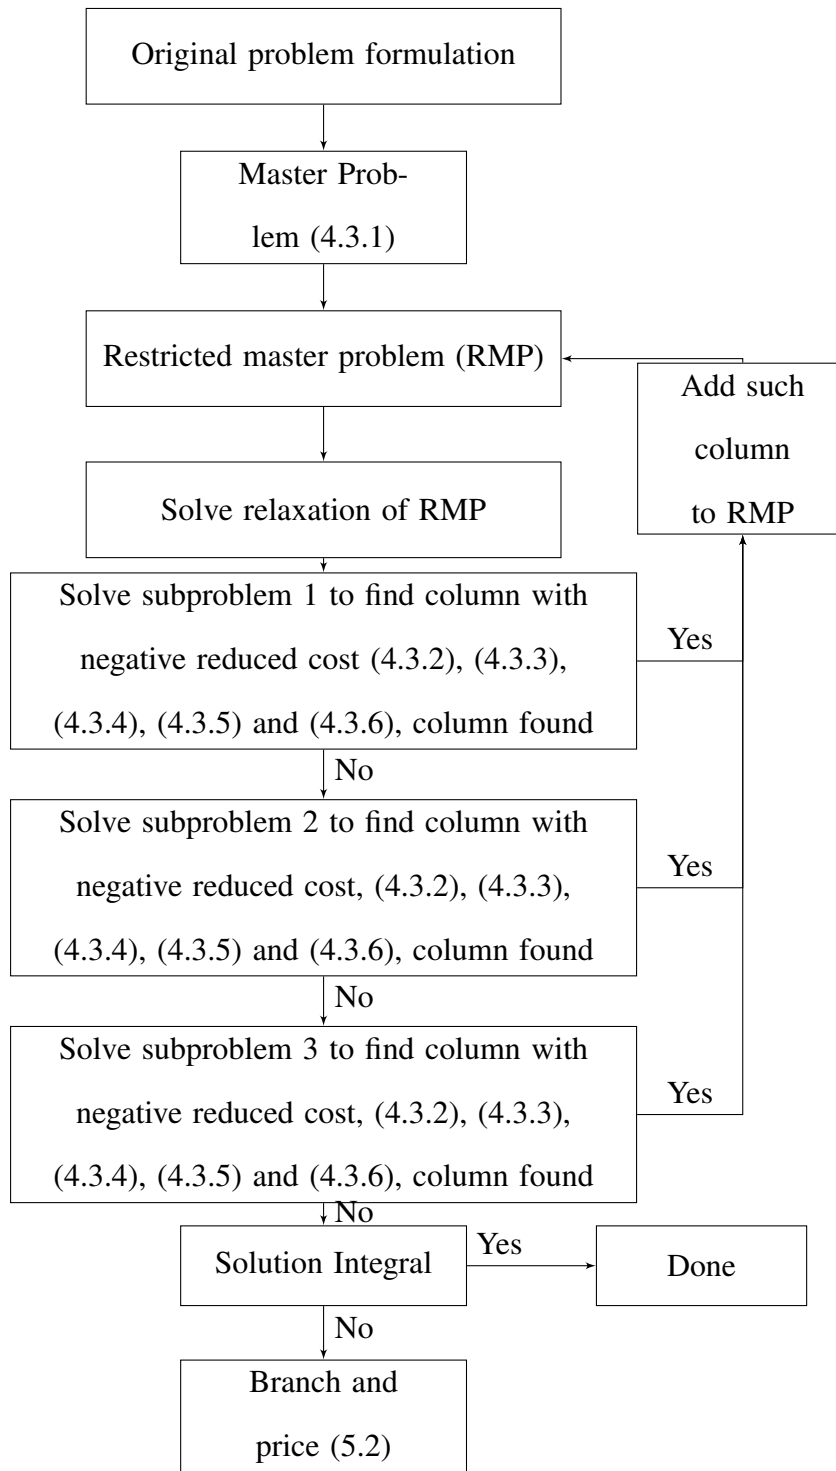 Original problem formulation
Master Prob-
lem (4.3.1)
Restricted master problem (RMP)
Add such
column
to RMP
Solve relaxation of RMP
Solve subproblem 1 to find column with
negative reduced cost (4.3.2), (4.3.3),
(4.3.4), (4.3.5) and (4.3.6), column found
Yes
No
Solve subproblem 2 to find column with
negative reduced cost, (4.3.2), (4.3.3),
(4.3.4), (4.3.5) and (4.3.6), column found
Yes
No
Solve subproblem 3 to find column with
negative reduced cost, (4.3.2), (4.3.3),
(4.3.4), (4.3.5) and (4.3.6), column found
Yes
No
Solution Integral
Yes
Done
No
Branch and
price (5.2)